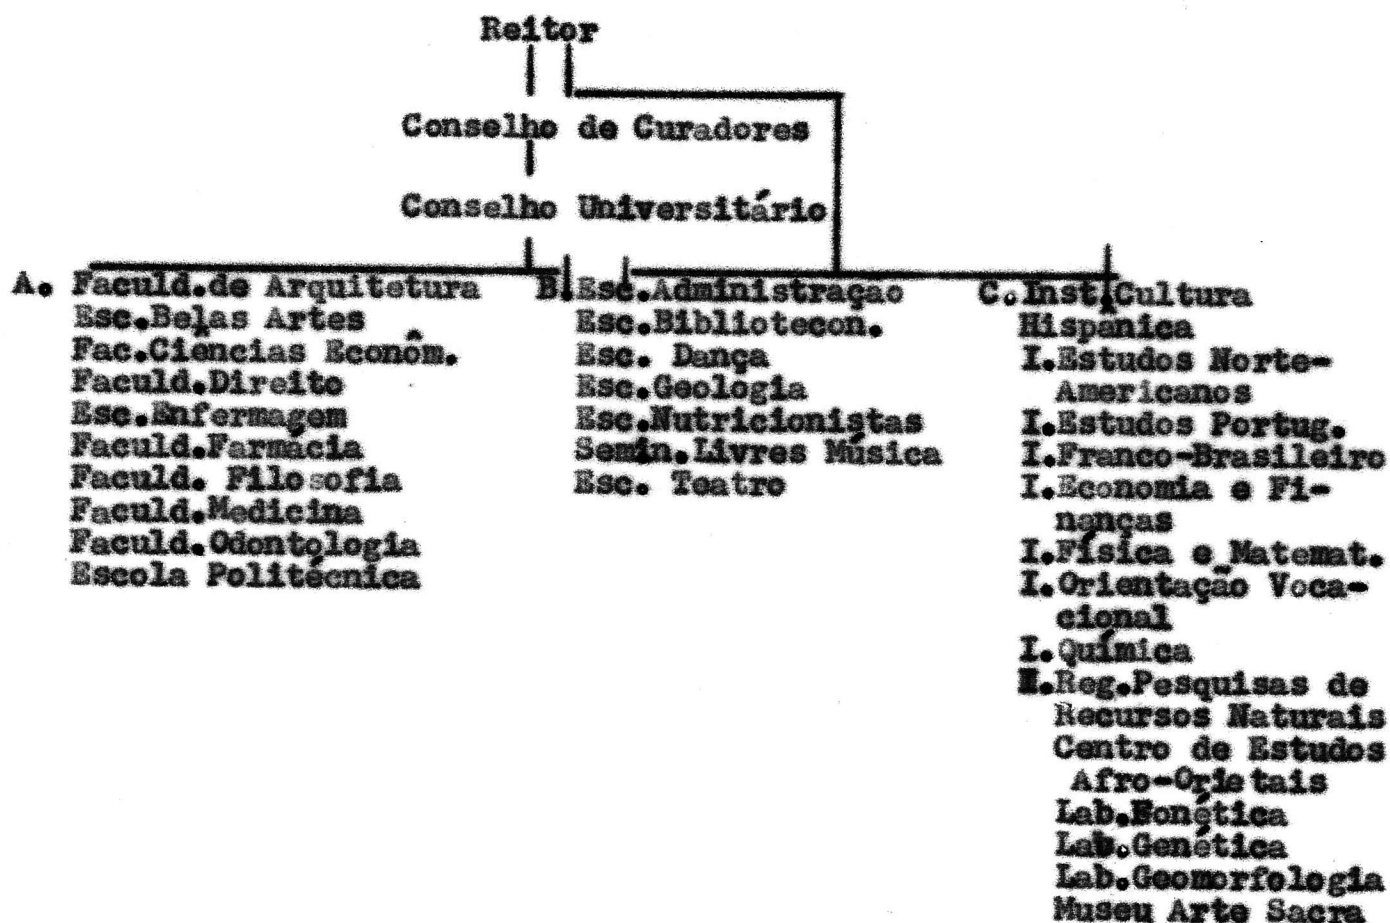 Reitor
Conselho de Curadores
Conselho Universitário
A. Faculd.de Arquitetura
Esc.Belas Artes
Fac.Ciências Econôm.
Faculd.Direito
Esc.Enfermagem
Faculd.Farmácia
Faculd. Filosofia
Faculd.Medicina
Faculd.Odontologia
Escola Politécnica
B.Esc.Administraçao
Esc.Bibliotecon.
Esc. Dança
Esc.Geologia
Esc.Nutricionistas
Semin.Livres Música
Esc. Teatro
C.Inst.Cultura
Hispânica
I.Estudos Norte-
Americanos
I.Estudos Portug.
I.Franco-Brasileiro
I.Economia e Fi-
nanças
I.Física e Matemat.
I.Orientação Voca-
cional
I.Química
I.Reg.Pesquisas de
Recursos Naturais
Centro de Estudos
Afro-Orietais
Lab.Fonética
Lab.Genética
Lab.Geomorfologia
Museu Arte Sacra